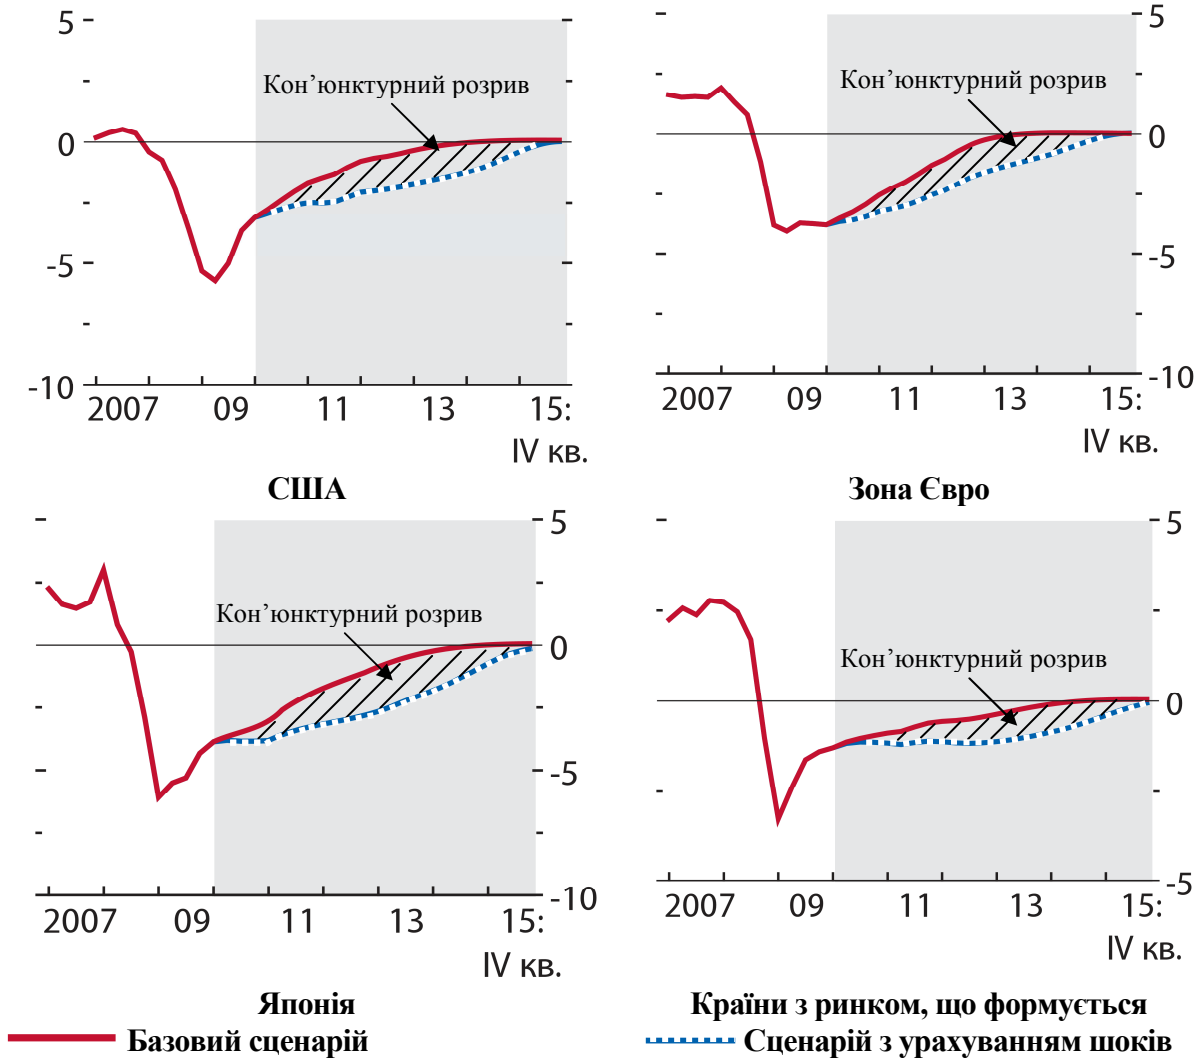 5
Кон’юнктурний розрив
0
-5
-10
2007 09 11 13 15:
IV кв.
США
5
Кон’юнктурний розрив
0
-5
-10
2007 09 11 13 15:
IV кв.
Зона Євро
5
Кон’юнктурний розрив
0
-5
-10
2007 09 11 13 15:
IV кв.
Японія
5
Кон’юнктурний розрив
0
-5
2007 09 11 13 15:
IV кв.
Країни з ринком, що формується
Базовий сценарій
Сценарій з урахуванням шоків